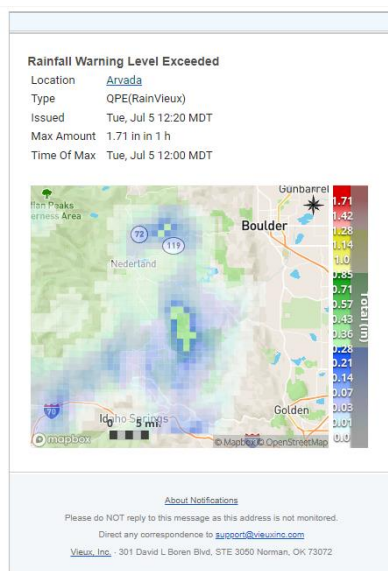 Rainfall Warning Level Exceeded
Location Arvada
Type QPE(RainVieux)
Issued Tue, Jul 5 12:20 MDT
Max Amount 1.71 in in 1 h
Time Of Max Tue, Jul 5 12:00 MDT
Gunbarrel
ian Peaks
erness Area
72
119
Boulder
Nederland
Golden
70
Idaho Springs
0 5 mi.
mapbox
© Mapbox © OpenStreetMap
1.71
1.42
1.28
1.14
1.0
0.85
0.71
0.57
0.43
0.36
0.28
0.21
0.14
0.07
0.03
0.01
0.0
Total (in)
About Notifications
Please do NOT reply to this message as this address is not monitored.
Direct any correspondence to support@vieuxinc.com
Vieux, Inc. - 301 David L Boren Blvd, STE 3050 Norman, OK 73072